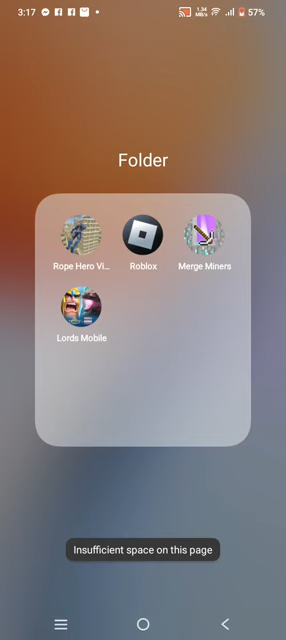 3:17
1.34
MB/s
57%
Folder
Rope Hero Vi...
Roblox
Merge Miners
Lords Mobile
Insufficient space on this page